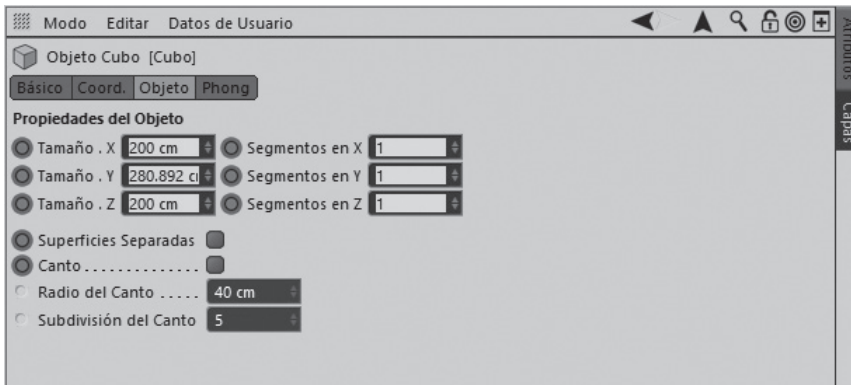 Modo Editar Datos de Usuario
Objeto Cubo [Cubo]
Básico Coord. Objeto Phong
Propiedades del Objeto
Tamaño . X 200 cm Segmentos en X 1
Tamaño . Y 280.892 c Segmentos en Y 1
Tamaño . Z 200 cm Segmentos en Z 1
Superficies Separadas
Canto . . . . . . . . . . . . . .
Radio del Canto . . . . . 40 cm
Subdivisión del Canto 5
Atributos
Capas